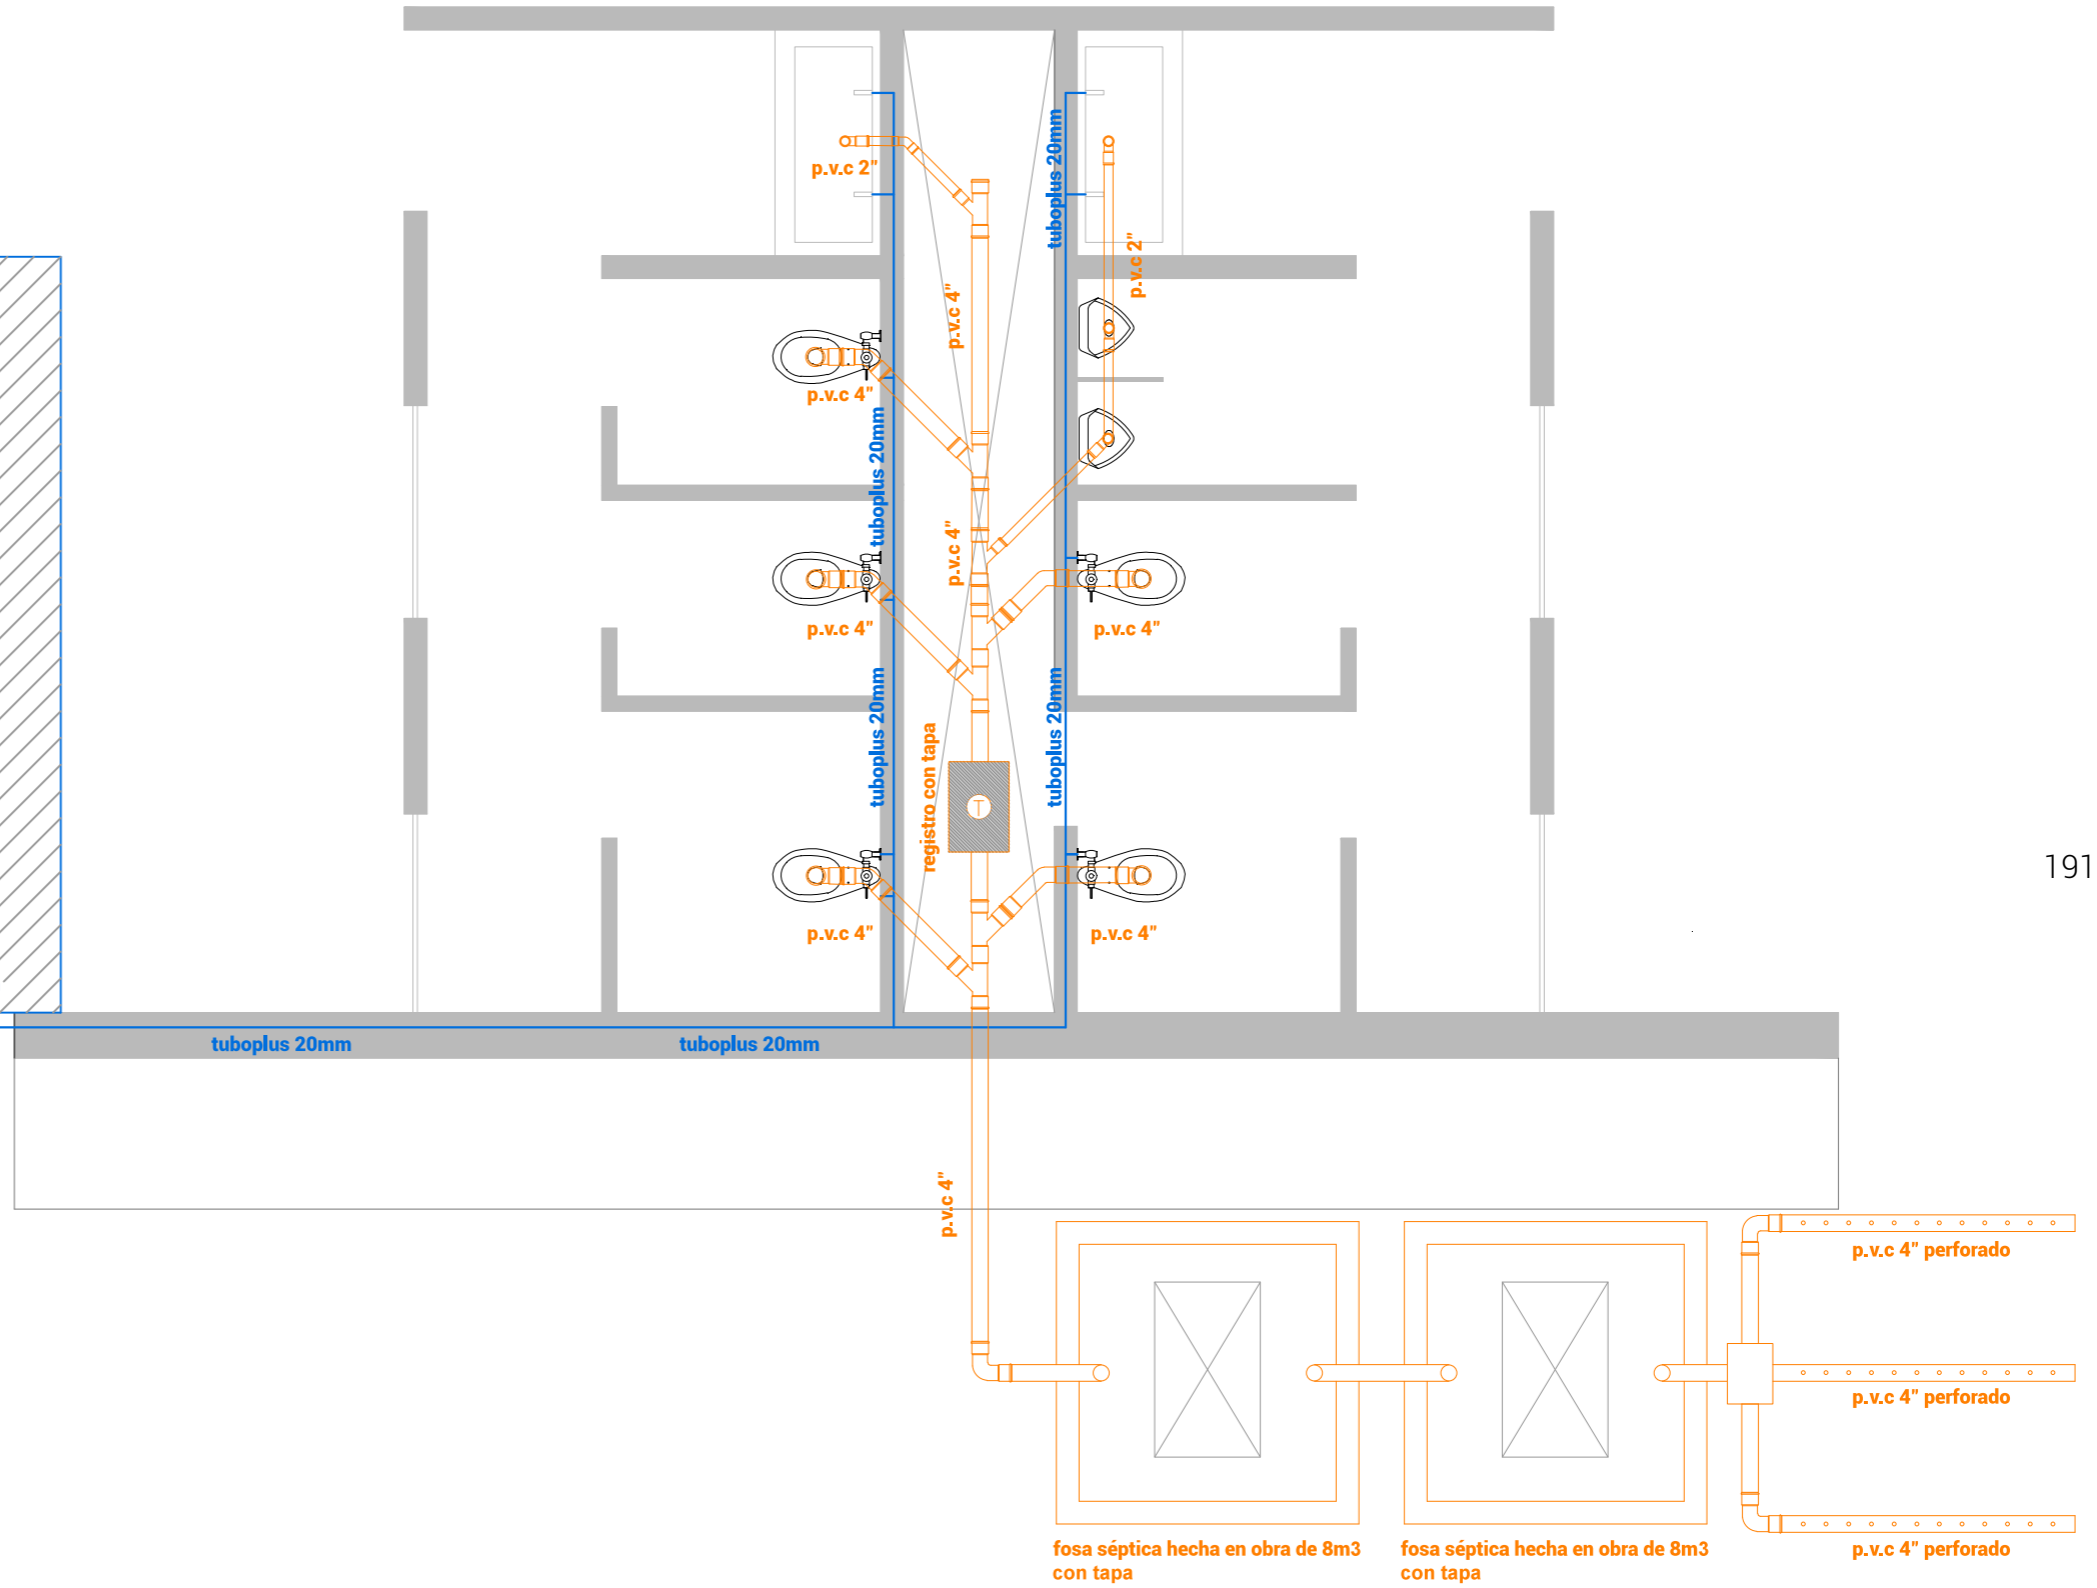 tuboplus 20mm
p.v.c 2"
p.v.c 2"
p.v.c 4"
p.v.c 4"
tuboplus 20mm
p.v.c 4"
p.v.c 4"
p.v.c 4"
tuboplus 20mm
tuboplus 20mm
registro con tapa
T
191
p.v.c 4"
p.v.c 4"
tuboplus 20mm
tuboplus 20mm
p.v.c 4"
p.v.c 4" perforado
p.v.c 4" perforado
p.v.c 4" perforado
fosa séptica hecha en obra de 8m3
con tapa
fosa séptica hecha en obra de 8m3
con tapa